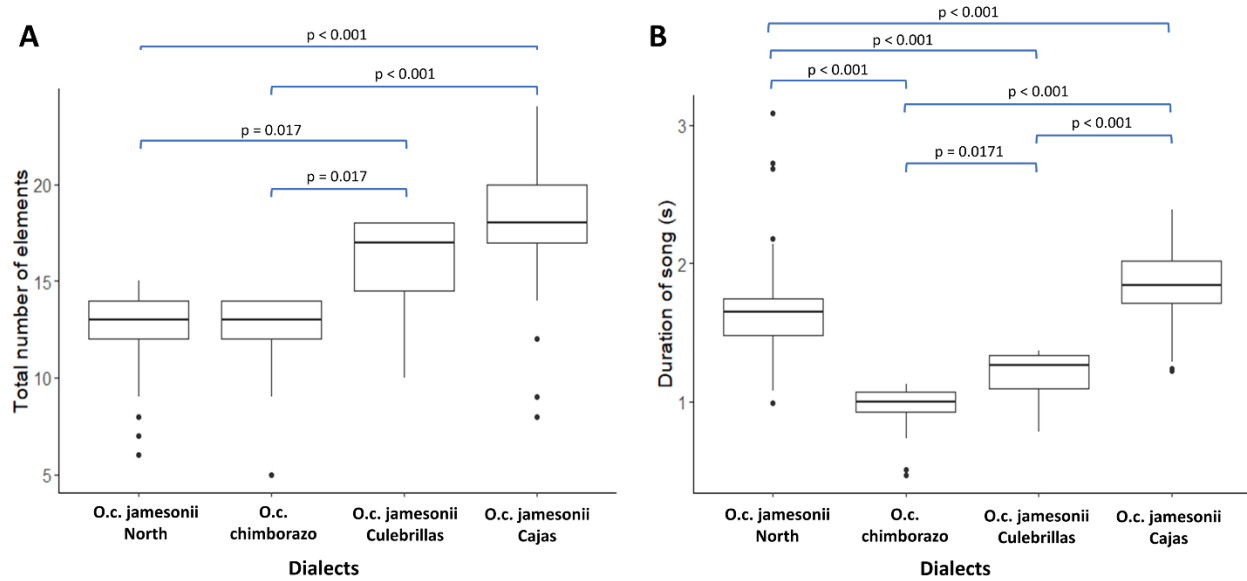 A
p < 0.001
p < 0.001
p = 0.017
p = 0.017
Total number of elements
20
15
10
5
O.c. jamesonii
North
O.c.
chimborazo
O.c. jamesonii
Culebrillas
O.c. jamesonii
Cajas
Dialects
B
p < 0.001
p < 0.001
p < 0.001
p < 0.001
p < 0.001
p = 0.0171
Duration of song (s)
3
2
1
O.c. jamesonii
North
O.c.
chimborazo
O.c. jamesonii
Culebrillas
O.c. jamesonii
Cajas
Dialects